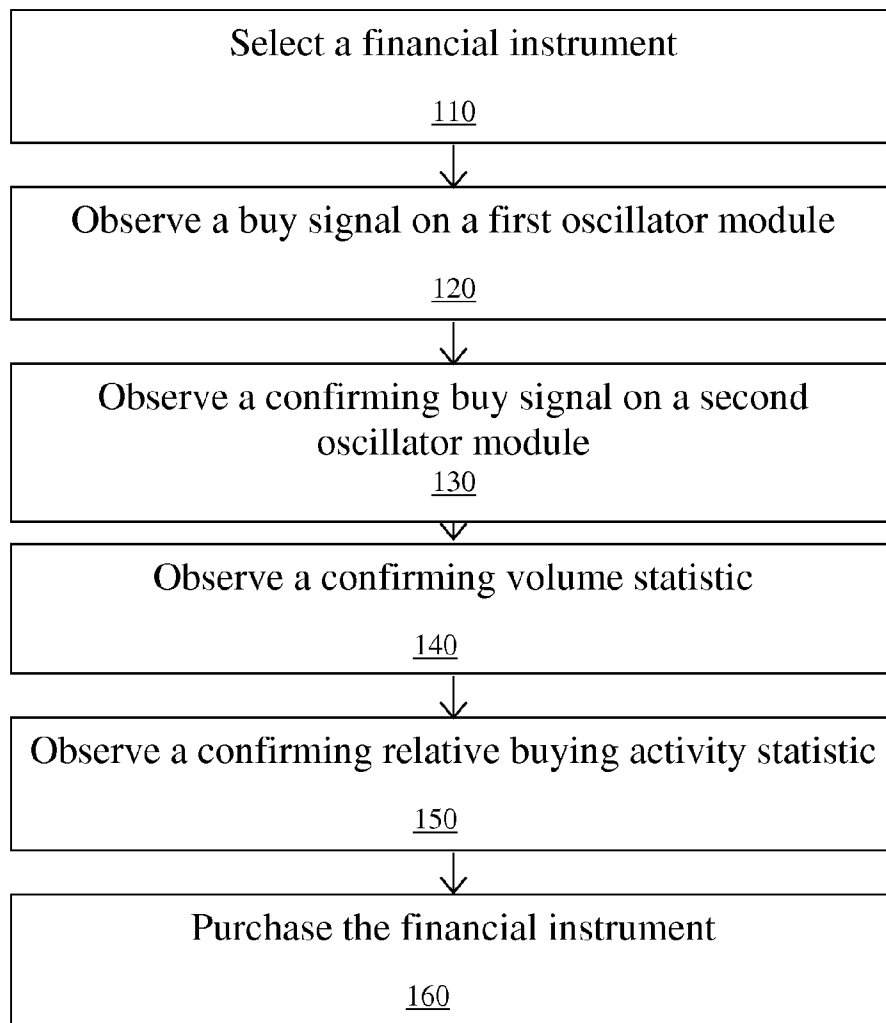 Select a financial instrument
110
Observe a buy signal on a first oscillator module
120
Observe a confirming buy signal on a second
oscillator module
130
Observe a confirming volume statistic
140
Observe a confirming relative buying activity statistic
150
Purchase the financial instrument
160